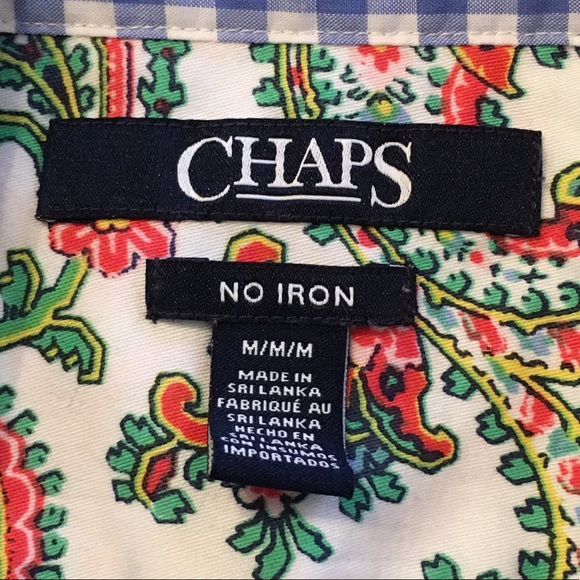 CHAPS
NO IRON
M/M/M
MADE IN
SRI LANKA
FABRIQUÉ AU
SRI LANKA
HECHO EN
SRI LANKA
CON INSUMOS
IMPORTADOS